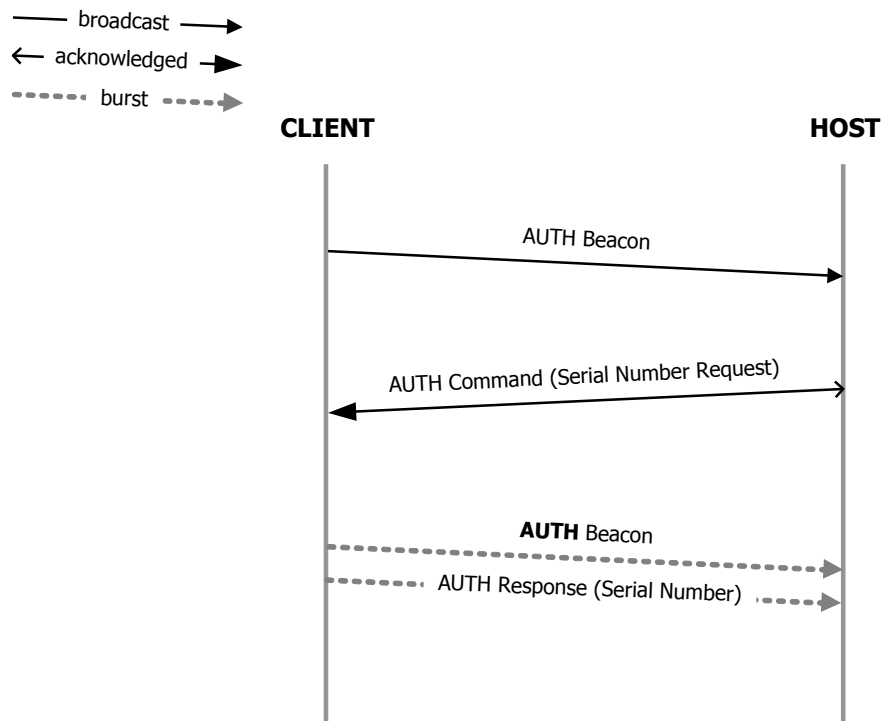 broadcast
acknowledged
burst
CLIENT HOST
AUTH Beacon
AUTH Command (Serial Number Request)
AUTH Beacon
AUTH Response (Serial Number)